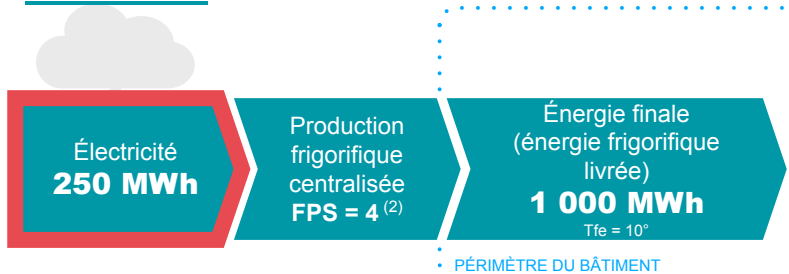 Électricité
250 MWh
Production
frigorifique
centralisée
FPS = 4 (2)
Énergie finale
(énergie frigorifique
livrée)
1 000 MWh
Tfe = 10°
PÉRIMÈTRE DU BÂTIMENT